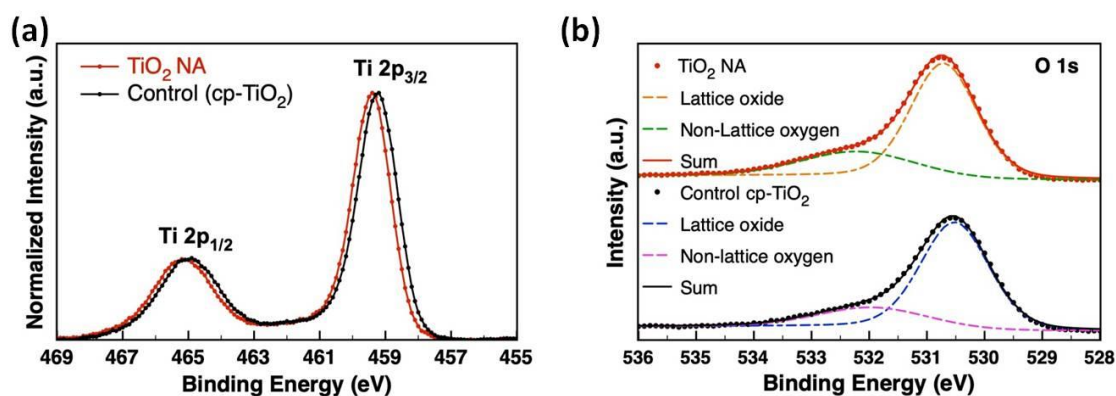 (a)
Normalized Intensity (a.u.)
TiO₂ NA
Control (cp-TiO₂)
Ti 2p₃/₂
Ti 2p₁/₂
469 467 465 463 461 459 457 455
Binding Energy (eV)
(b)
Intensity (a.u.)
TiO₂ NA
Lattice oxide
Non-Lattice oxygen
Sum
Control cp-TiO₂
Lattice oxide
Non-lattice oxygen
Sum
O 1s
536 535 534 533 532 531 530 529 528
Binding Energy (eV)